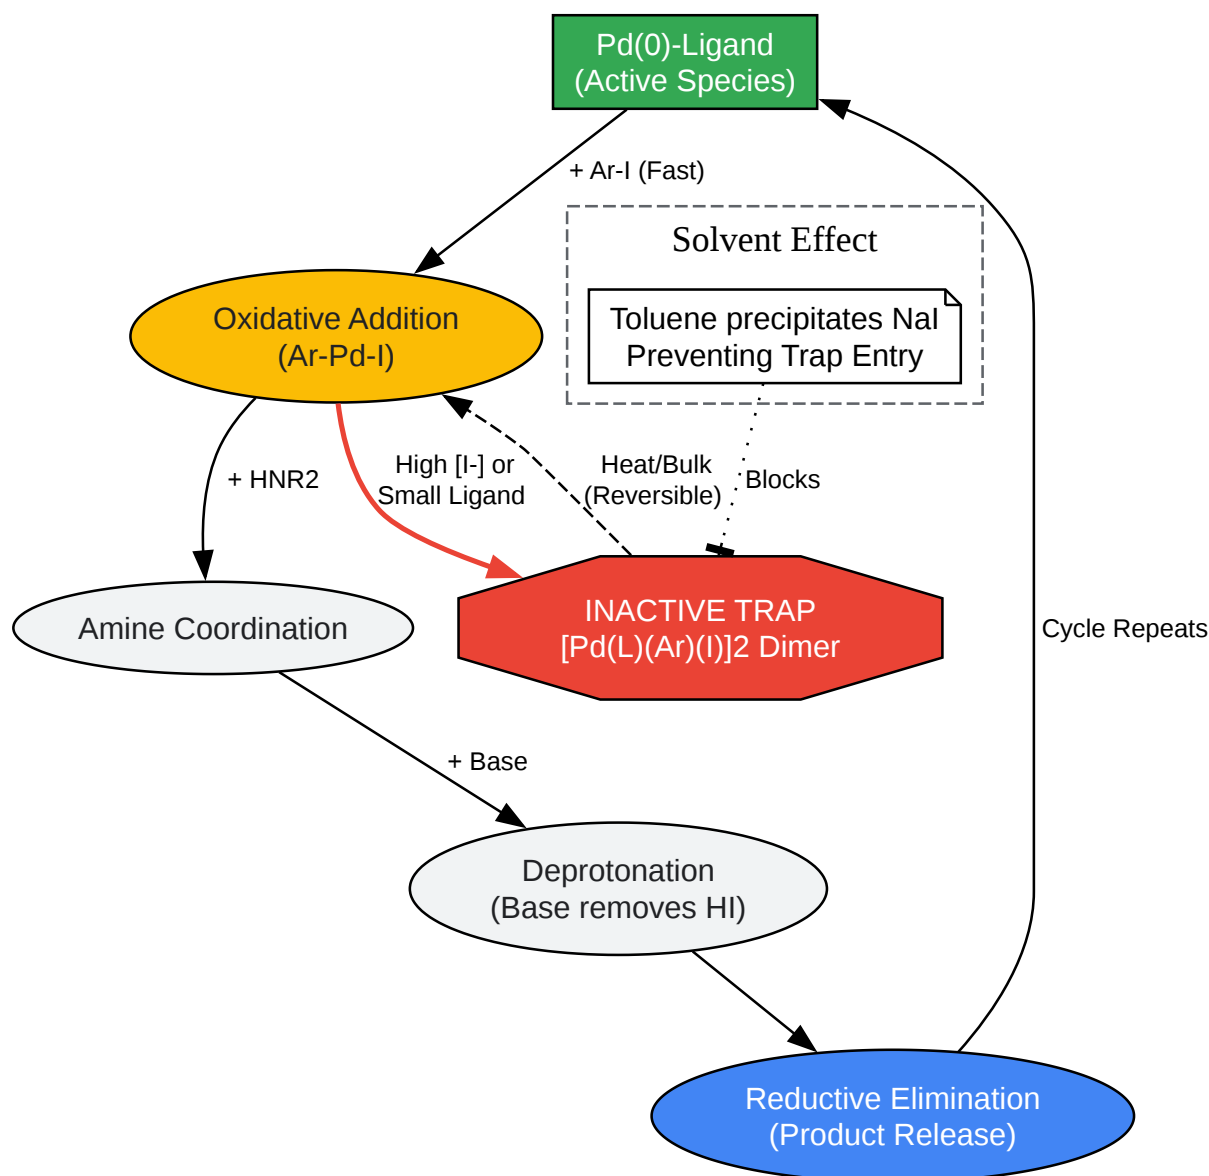 Pd(0)-Ligand
(Active Species)
+ Ar-I (Fast)
Solvent Effect
Toluene precipitates NaI
Preventing Trap Entry
Oxidative Addition
(Ar-Pd-I)
+ HNR2
High [I-] or
Small Ligand
Heat/Bulk
(Reversible)
Blocks
Amine Coordination
INACTIVE TRAP
[Pd(L)(Ar)(I)]2 Dimer
Cycle Repeats
+ Base
Deprotonation
(Base removes HI)
Reductive Elimination
(Product Release)